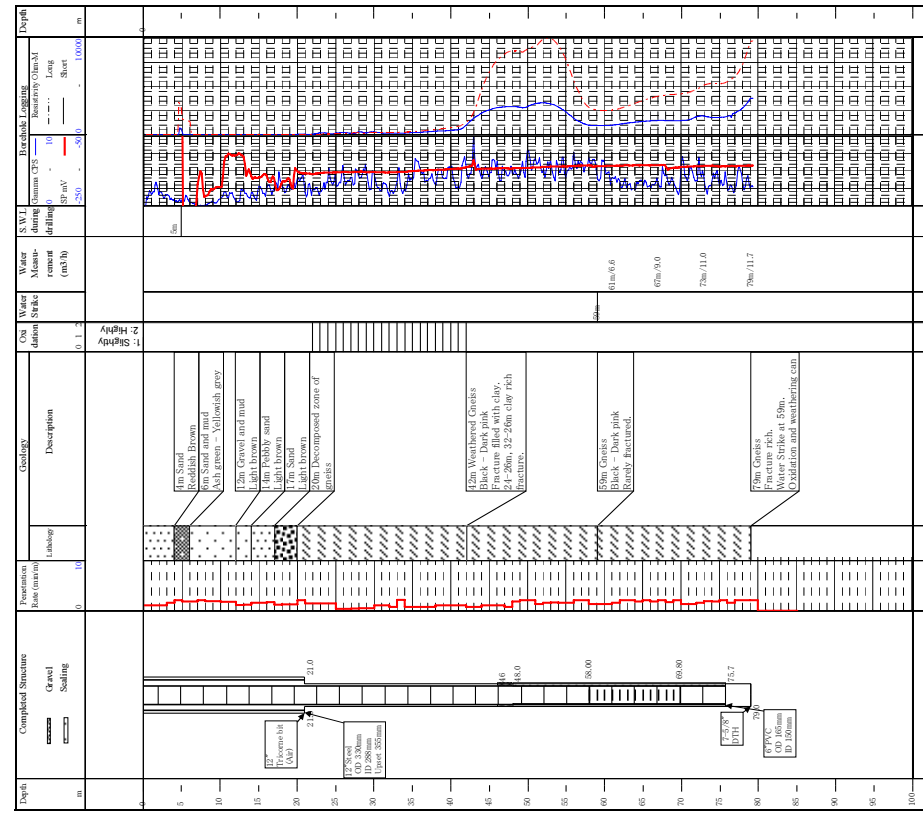 Depth
m
Completed Structure
Gravel
Sealing
Penetration
Rate (min/m)
0 10
Geology
Lithology
Description
Oxi
dation
0 1 2
1: Slightly
2: Highly
Water
Strike
Water
Measu-
rement
(m3/h)
S.W.L
during
drilling
Borehole Logging
Gamma CPS
0 - 10
SP mV
-250 - -50
Resistivity Ohm-M
Long
Short
0 - 10000
Depth
m
0
0
5
10
15
20
25
30
35
40
45
50
55
60
65
70
75
80
85
90
95
100
12"
Tricone bit
(Air)
12"Steel
OD 330mm
ID 288mm
Upset 355mm
7-5/8"
DTH
6"PVC
OD 165mm
ID 150mm
21.0
46
48.0
58.00
69.80
75.7
4m Sand
Reddish Brown
6m Sand and mud
Ash green - Yellowish grey
12m Gravel and mud
Light brown
14m Pebbly sand
Light brown
17m Sand
Light brown
20m Decomposed zone of
gneiss
42m Weathered Gneiss
Black - Dark pink
Fracture filled with clay.
24-26m, 32-26m clay rich
fracture.
59m Gneiss
Black - Dark pink
Rarely fractured.
79m Gneiss
Fracture rich.
Water Strike at 59m.
Oxidation and weathering can
59m
61m/6.6
67m/9.0
73m/11.0
79m/11.7
5m